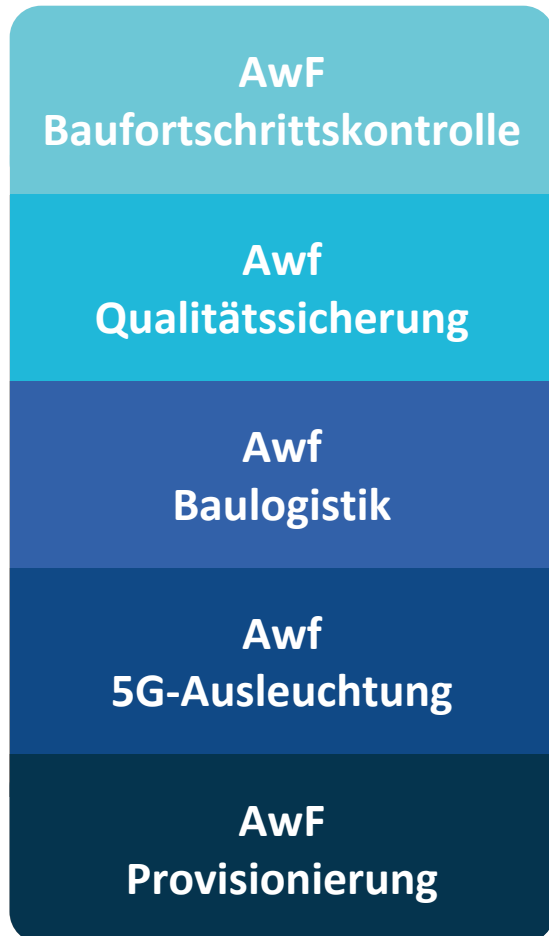 AwF
Baufortschrittskontrolle
Awf
Qualitätssicherung
Awf
Baulogistik
Awf
5G-Ausleuchtung
AwF
Provisionierung